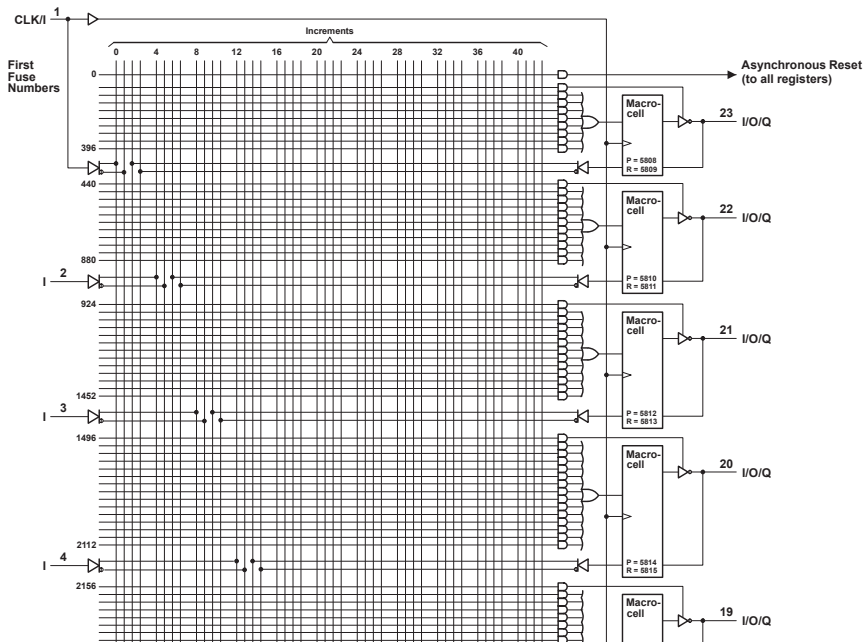 CLK/I 1
Increments
0 4 8 12 16 20 24 28 32 36 40
First
Fuse
Numbers
0
Asynchronous Reset
(to all registers)
Macro-
cell
23
I/O/Q
396
P = 5808
R = 5809
440
Macro-
cell
22
I/O/Q
880
I 2
P = 5810
R = 5811
924
Macro-
cell
21
I/O/Q
1452
I 3
P = 5812
R = 5813
1496
Macro-
cell
20
I/O/Q
2112
I 4
P = 5814
R = 5815
2156
Macro-
cell
19
I/O/Q